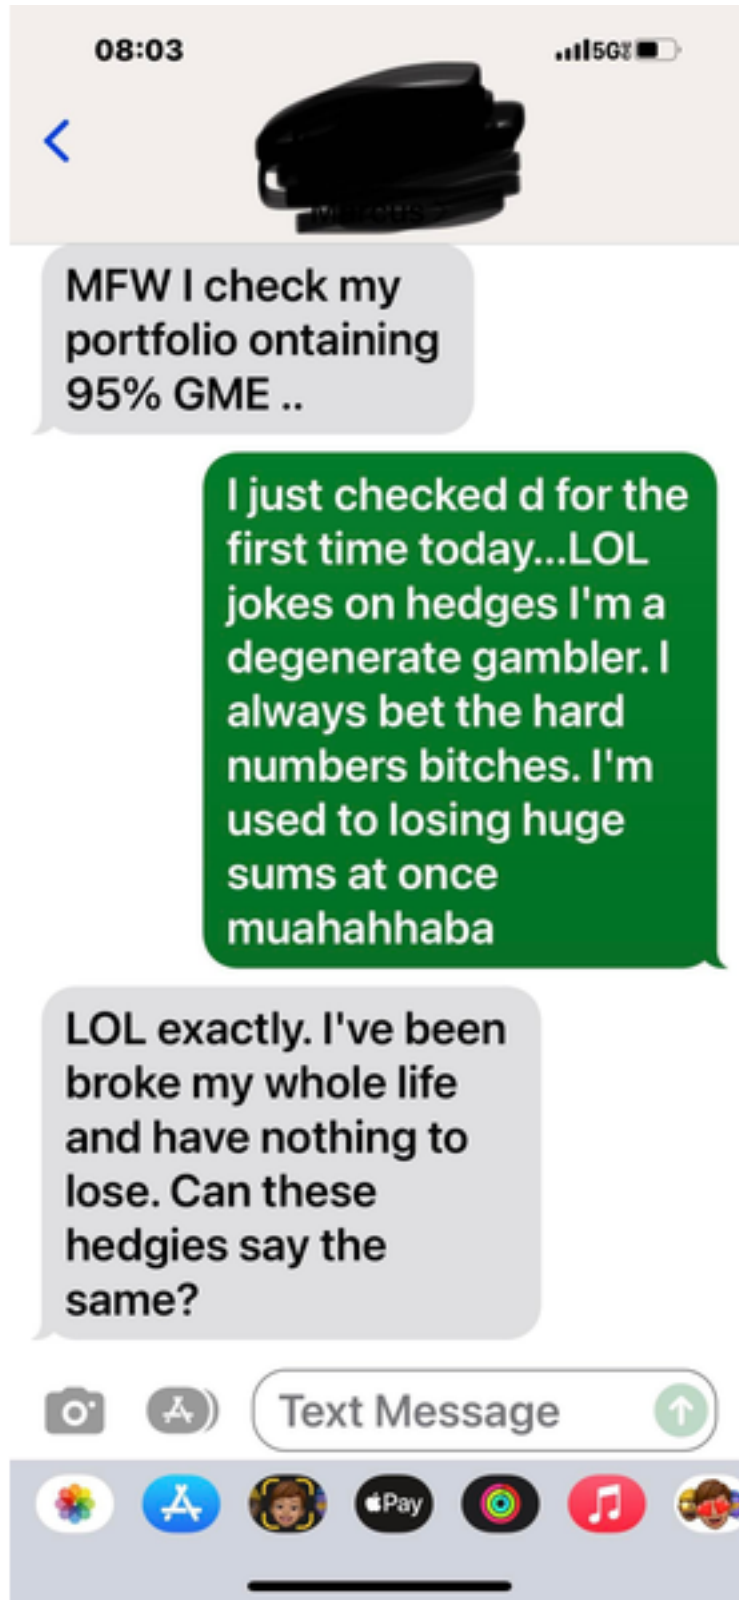 08:03
5G
MFW I check my
portfolio ontaining
95% GME ..
I just checked d for the
first time today...LOL
jokes on hedges I'm a
degenerate gambler. I
always bet the hard
numbers bitches. I'm
used to losing huge
sums at once
muahahhaba
LOL exactly. I've been
broke my whole life
and have nothing to
lose. Can these
hedgies say the
same?
Text Message
Pay